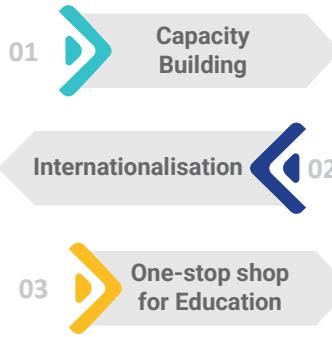 01
Capacity
Building
Internationalisation
02
03
One-stop shop
for Education